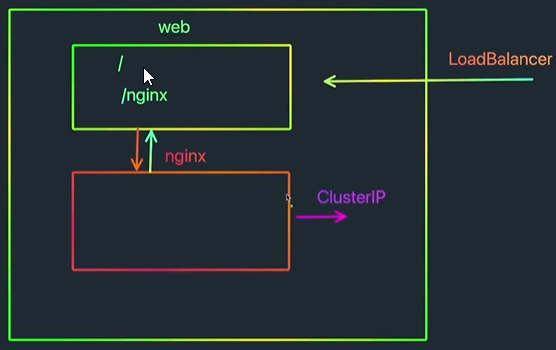 web
LoadBalancer
/
/nginx
nginx
ClusterIP